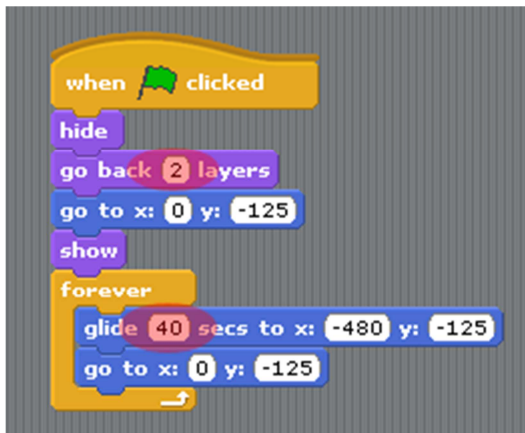 when clicked
hide
go back 2 layers
go to x: 0 y: -125
show
forever
glide 40 secs to x: -480 y: -125
go to x: 0 y: -125